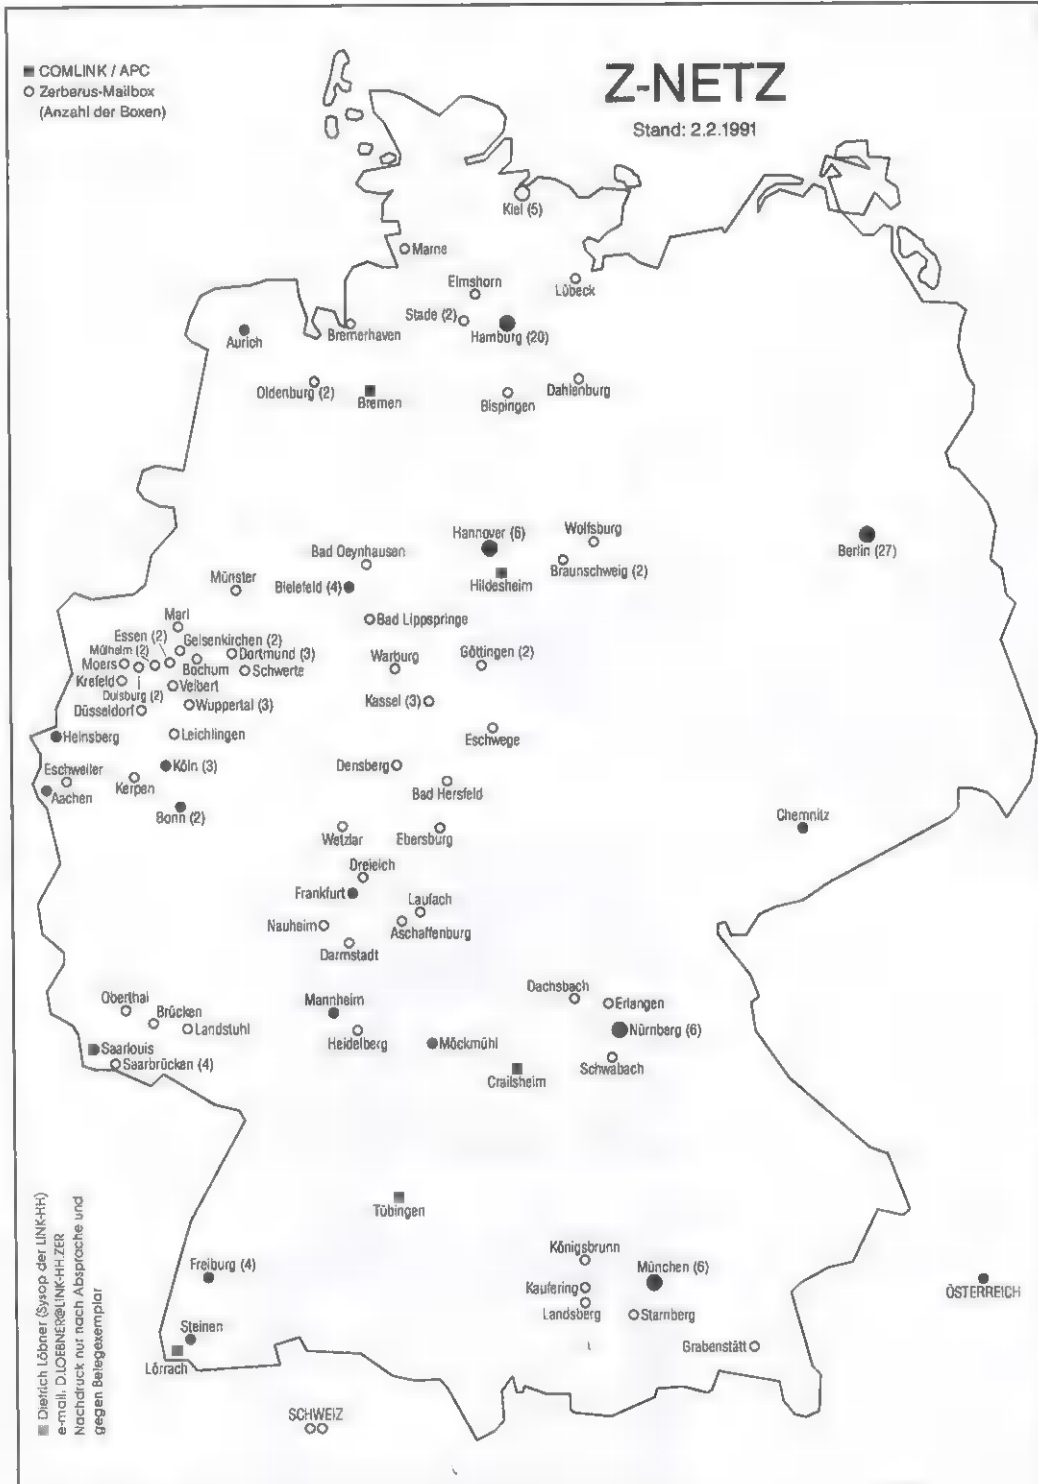 COMLINK / APC
Zerberus-Mailbox
(Anzahl der Boxen)
Z-NETZ
Stand: 2.2.1991
Kiel (5)
Marne
Elmshorn
Lübeck
Stade (2)
Hamburg (20)
Bremerhaven
Aurich
Oldenburg (2)
Bremen
Bispingen
Dahlenburg
Hannover (6)
Wolfsburg
Berlin (27)
Bad Oeynhausen
Braunschweig (2)
Hildesheim
Münster
Bielefeld (4)
Marl
Bad Lippspringe
Essen (2)
Gelsenkirchen (2)
Mülheim (2)
Dortmund (3)
Moers
Bochum
Schwerte
Warburg
Göttingen (2)
Krefeld
Velbert
Duisburg (2)
Wuppertal (3)
Kassel (3)
Düsseldorf
Heinsberg
Leichlingen
Eschwege
Eschweiler
Köln (3)
Densberg
Aachen
Kerpen
Bad Hersfeld
Bonn (2)
Chemnitz
Wetzlar
Ebersburg
Dreieich
Frankfurt
Laufach
Nauheim
Aschaffenburg
Darmstadt
Oberthal
Brücken
Landstuhl
Mannheim
Dachsbach
Erlangen
Nürnberg (6)
Saarlouis
Heidelberg
Möckmühl
Saarbrücken (4)
Crailsheim
Schwabach
Tübingen
Königsbrunn
Freiburg (4)
München (6)
Kaufering
ÖSTERREICH
Landsberg
Starnberg
Steinen
Grabenstätt
Lörrach
SCHWEIZ
Dietrich Löbner (Sysop der LINK-HH)
e-mail: D.LOEBNER@LINK-HH.ZER
Nachdruck nur nach Absprache und
gegen Belegexemplar